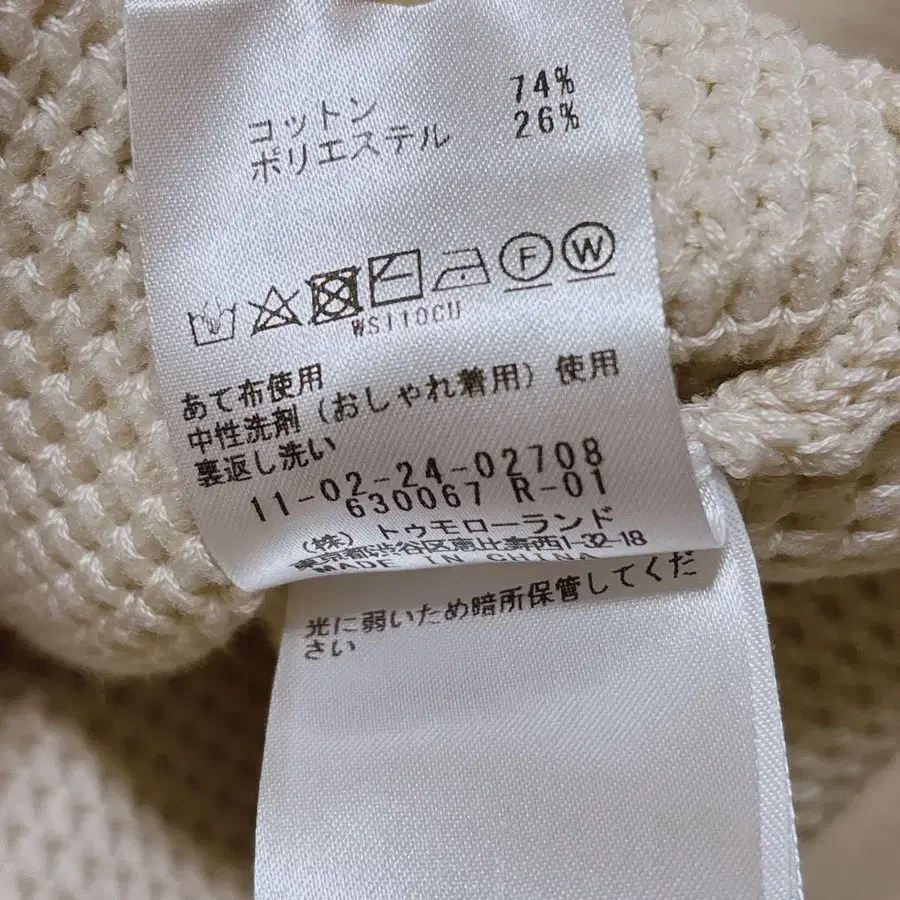 コットン 74%
ポリエステル 26%
F W
WS110CU
あて布使用
中性洗剤(おしゃれ着用)使用
裏返し洗い
11-02-24-02708
630067 R-01
(株)トゥモローランド
東京都渋谷区恵比寿西1-32-18
MADE IN CHINA
光に弱いため暗所保管してくだ
さい